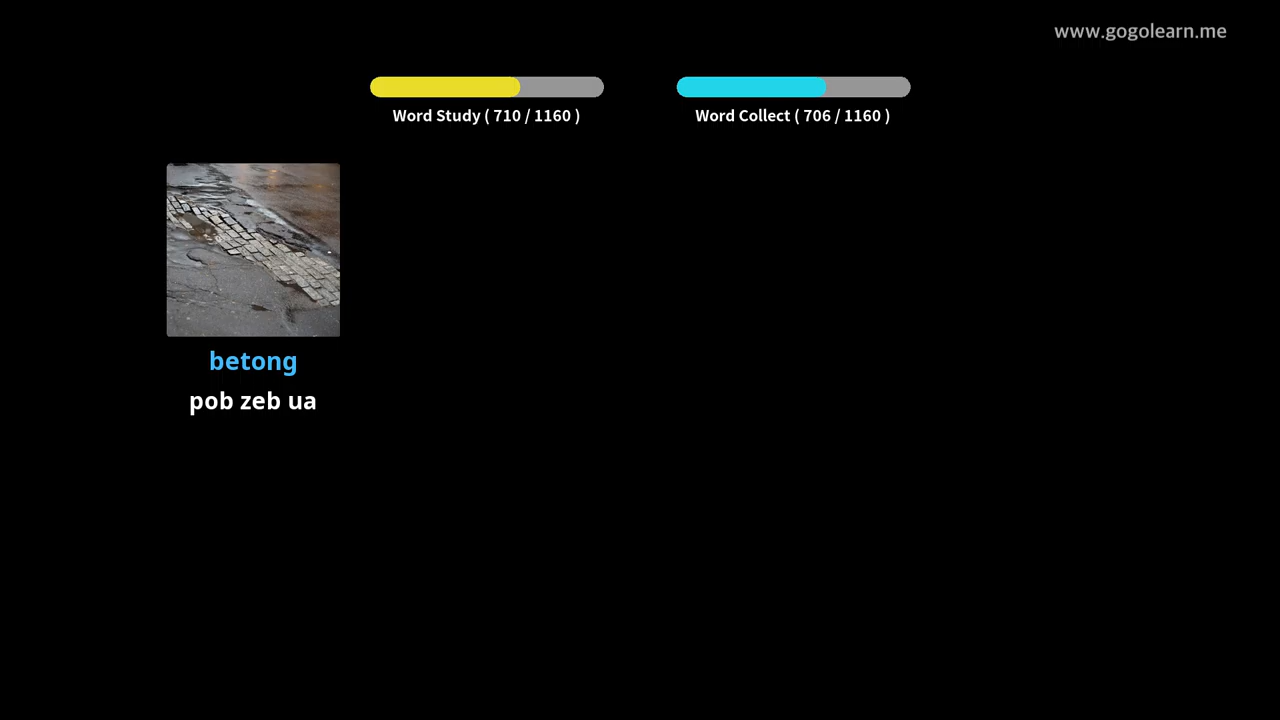 www.gogolearn.me
Word Study ( 710 / 1160 )
Word Collect ( 706 / 1160 )
betong
pob zeb ua